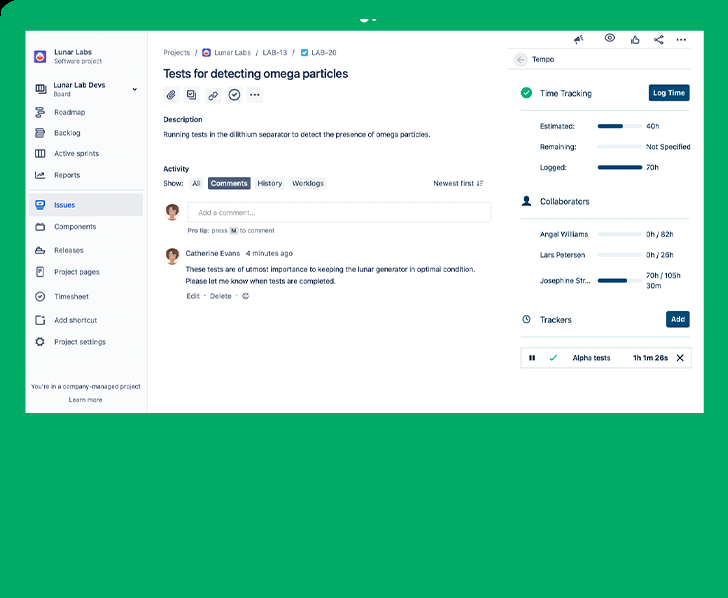 Lunar Labs
Software project
Lunar Lab Devs
Board
Roadmap
Backlog
Active sprints
Reports
Issues
Components
Releases
Project pages
Timesheet
Add shortcut
Project settings
You're in a company-managed project
Learn more
Projects / Lunar Labs / LAB-13 / LAB-20
Tests for detecting omega particles
Description
Running tests in the dilithium separator to detect the presence of omega particles.
Activity
Show: All Comments History Worklogs Newest first
Add a comment...
Pro tip: press M to comment
Catherine Evans 4 minutes ago
These tests are of utmost importance to keeping the lunar generator in optimal condition.
Please let me know when tests are completed.
Edit · Delete ·
Tempo
Time Tracking Log Time
Estimated: 40h
Remaining: Not Specified
Logged: 70h
Collaborators
Angel Williams 0h / 82h
Lars Petersen 0h / 26h
Josephine Str... 70h / 105h
30m
Trackers Add
Alpha tests 1h 1m 26s